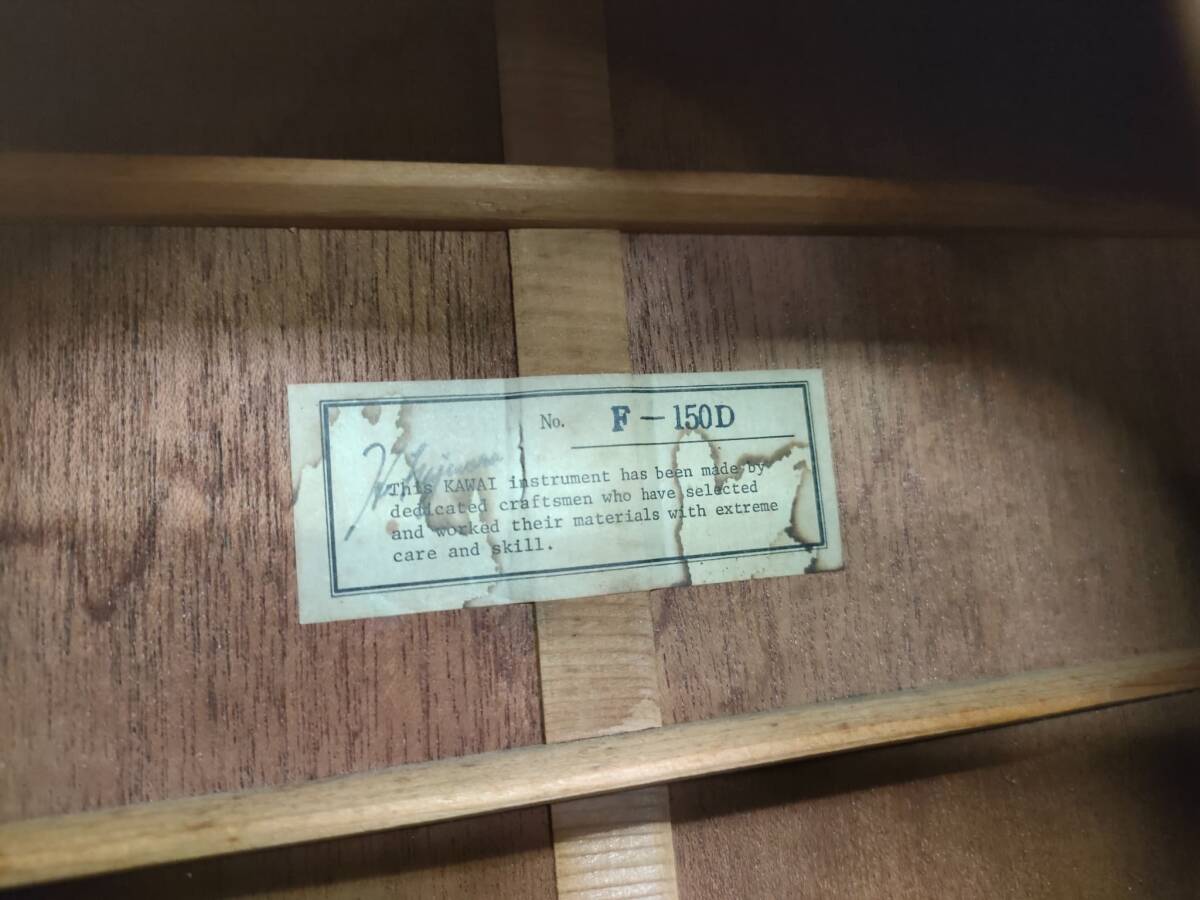 No. F-150D
This KAWAI instrument has been made by
dedicated craftsmen who have selected
and worked their materials with extreme
care and skill.